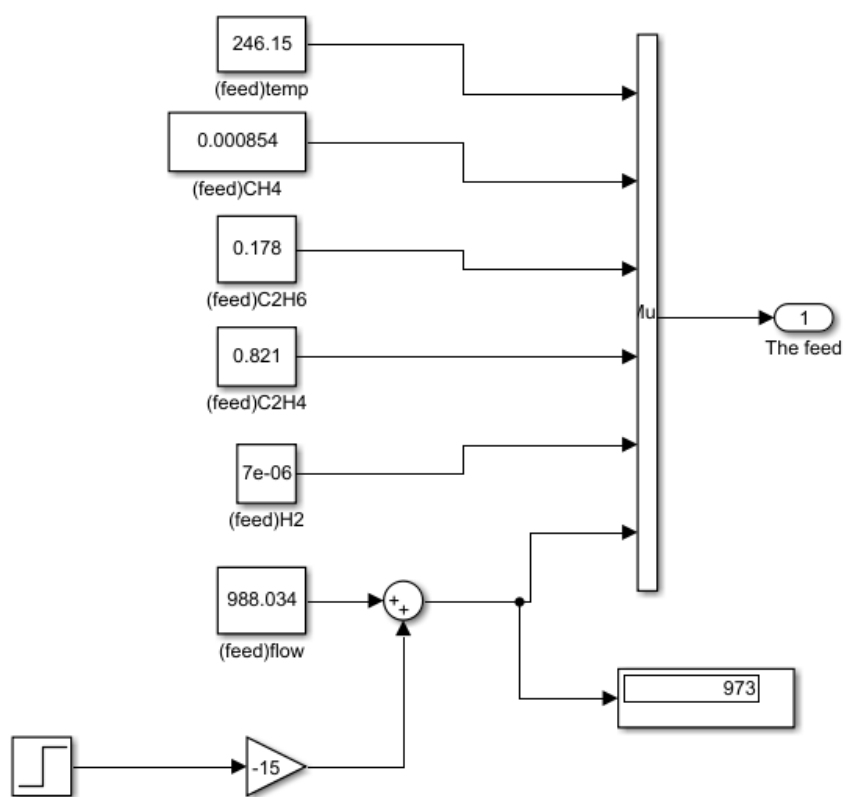 246.15
(feed)temp
0.000854
(feed)CH4
0.178
(feed)C2H6
Mu
1
The feed
0.821
(feed)C2H4
7e-06
(feed)H2
988.034
++
(feed)flow
973
-15